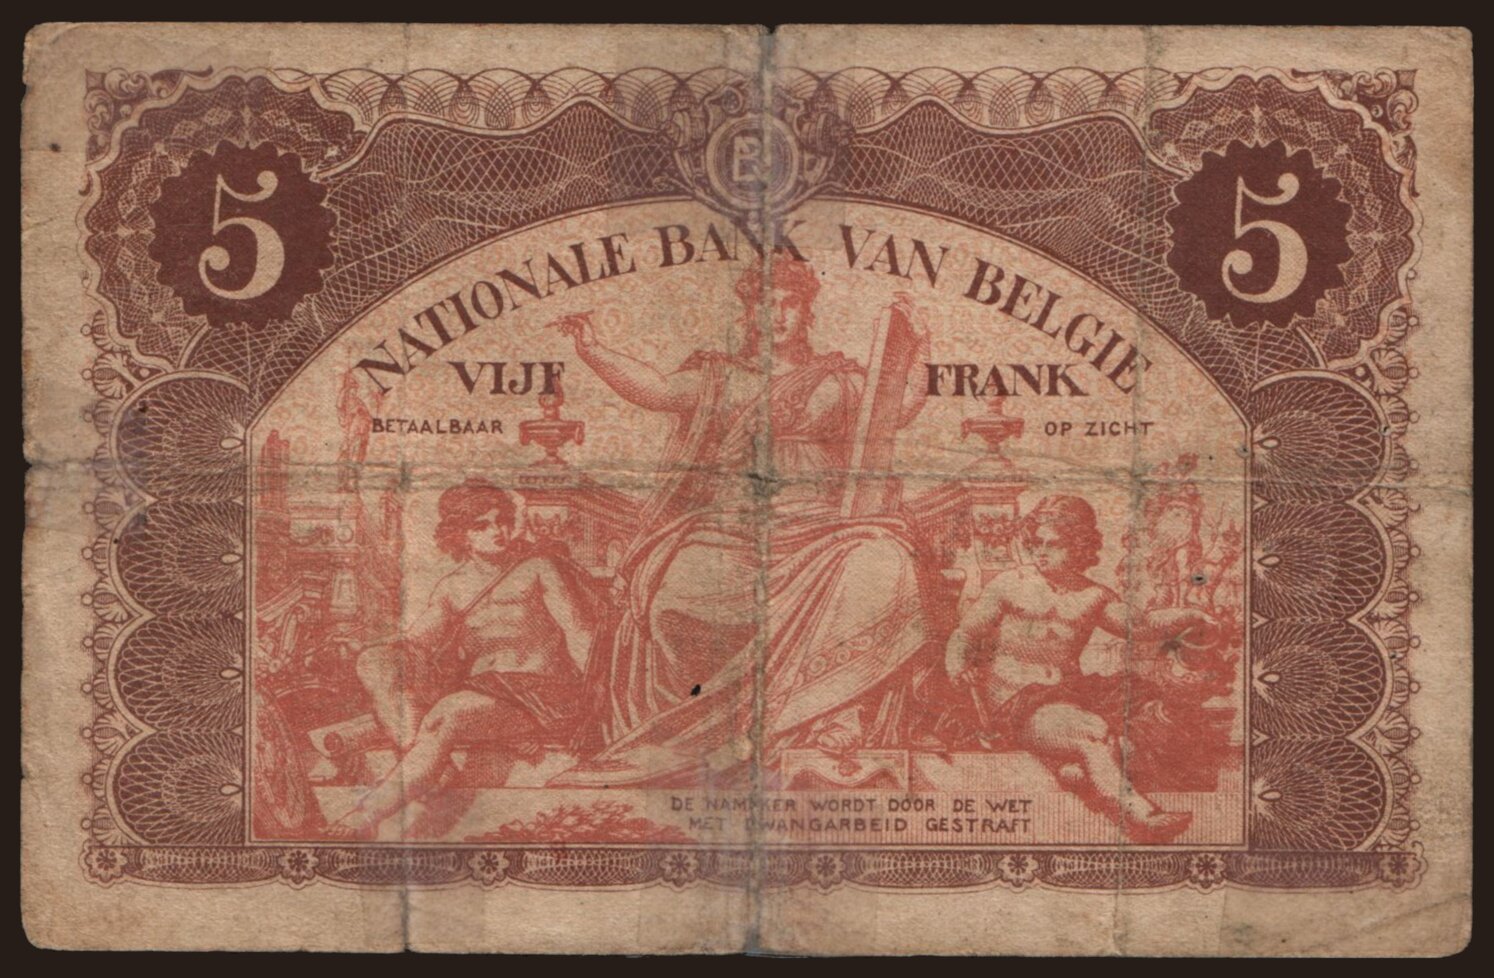 5
5
NATIONALE BANK VAN BELGIE
VIJF FRANK
BETAALBAAR OP ZICHT
DE NAMAKER WORDT DOOR DE WET
MET DWANGARBEID GESTRAFT